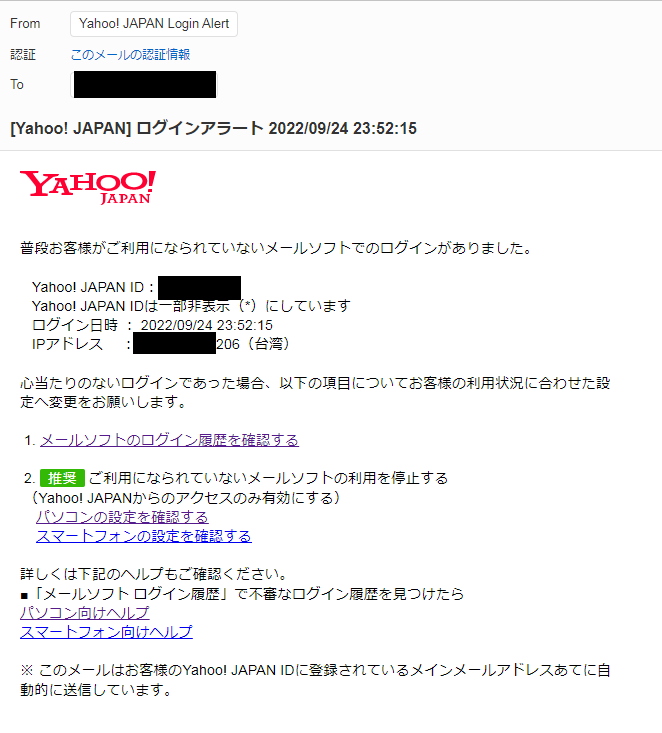 From Yahoo! JAPAN Login Alert
認証 このメールの認証情報
To
[Yahoo! JAPAN] ログインアラート 2022/09/24 23:52:15
YAHOO!
JAPAN
普段お客様がご利用になられていないメールソフトでのログインがありました。
Yahoo! JAPAN ID：
Yahoo! JAPAN IDは一部非表示（*）にしています
ログイン日時 ： 2022/09/24 23:52:15
IPアドレス ：206（台湾）
心当たりのないログインであった場合、以下の項目についてお客様の利用状況に合わせた設
定へ変更をお願いします。
1. メールソフトのログイン履歴を確認する
2. 推奨 ご利用になられていないメールソフトの利用を停止する
（Yahoo! JAPANからのアクセスのみ有効にする）
パソコンの設定を確認する
スマートフォンの設定を確認する
詳しくは下記のヘルプもご確認ください。
■「メールソフト ログイン履歴」で不審なログイン履歴を見つけたら
パソコン向けヘルプ
スマートフォン向けヘルプ
※ このメールはお客様のYahoo! JAPAN IDに登録されているメインメールアドレスあてに自
動的に送信しています。